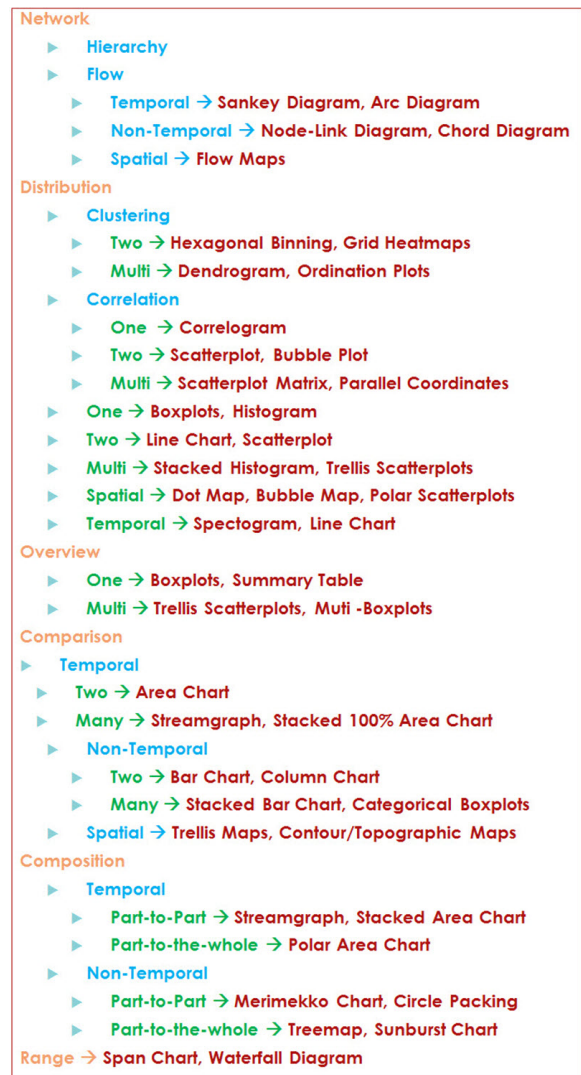 Network
Hierarchy
Flow
Temporal → Sankey Diagram, Arc Diagram
Non-Temporal → Node-Link Diagram, Chord Diagram
Spatial → Flow Maps
Distribution
Clustering
Two → Hexagonal Binning, Grid Heatmaps
Multi → Dendrogram, Ordination Plots
Correlation
One → Correlogram
Two → Scatterplot, Bubble Plot
Multi → Scatterplot Matrix, Parallel Coordinates
One → Boxplots, Histogram
Two → Line Chart, Scatterplot
Multi → Stacked Histogram, Trellis Scatterplots
Spatial → Dot Map, Bubble Map, Polar Scatterplots
Temporal → Spectogram, Line Chart
Overview
One → Boxplots, Summary Table
Multi → Trellis Scatterplots, Muti -Boxplots
Comparison
Temporal
Two → Area Chart
Many → Streamgraph, Stacked 100% Area Chart
Non-Temporal
Two → Bar Chart, Column Chart
Many → Stacked Bar Chart, Categorical Boxplots
Spatial → Trellis Maps, Contour/Topographic Maps
Composition
Temporal
Part-to-Part → Streamgraph, Stacked Area Chart
Part-to-the-whole → Polar Area Chart
Non-Temporal
Part-to-Part → Merimekko Chart, Circle Packing
Part-to-the-whole → Treemap, Sunburst Chart
Range → Span Chart, Waterfall Diagram